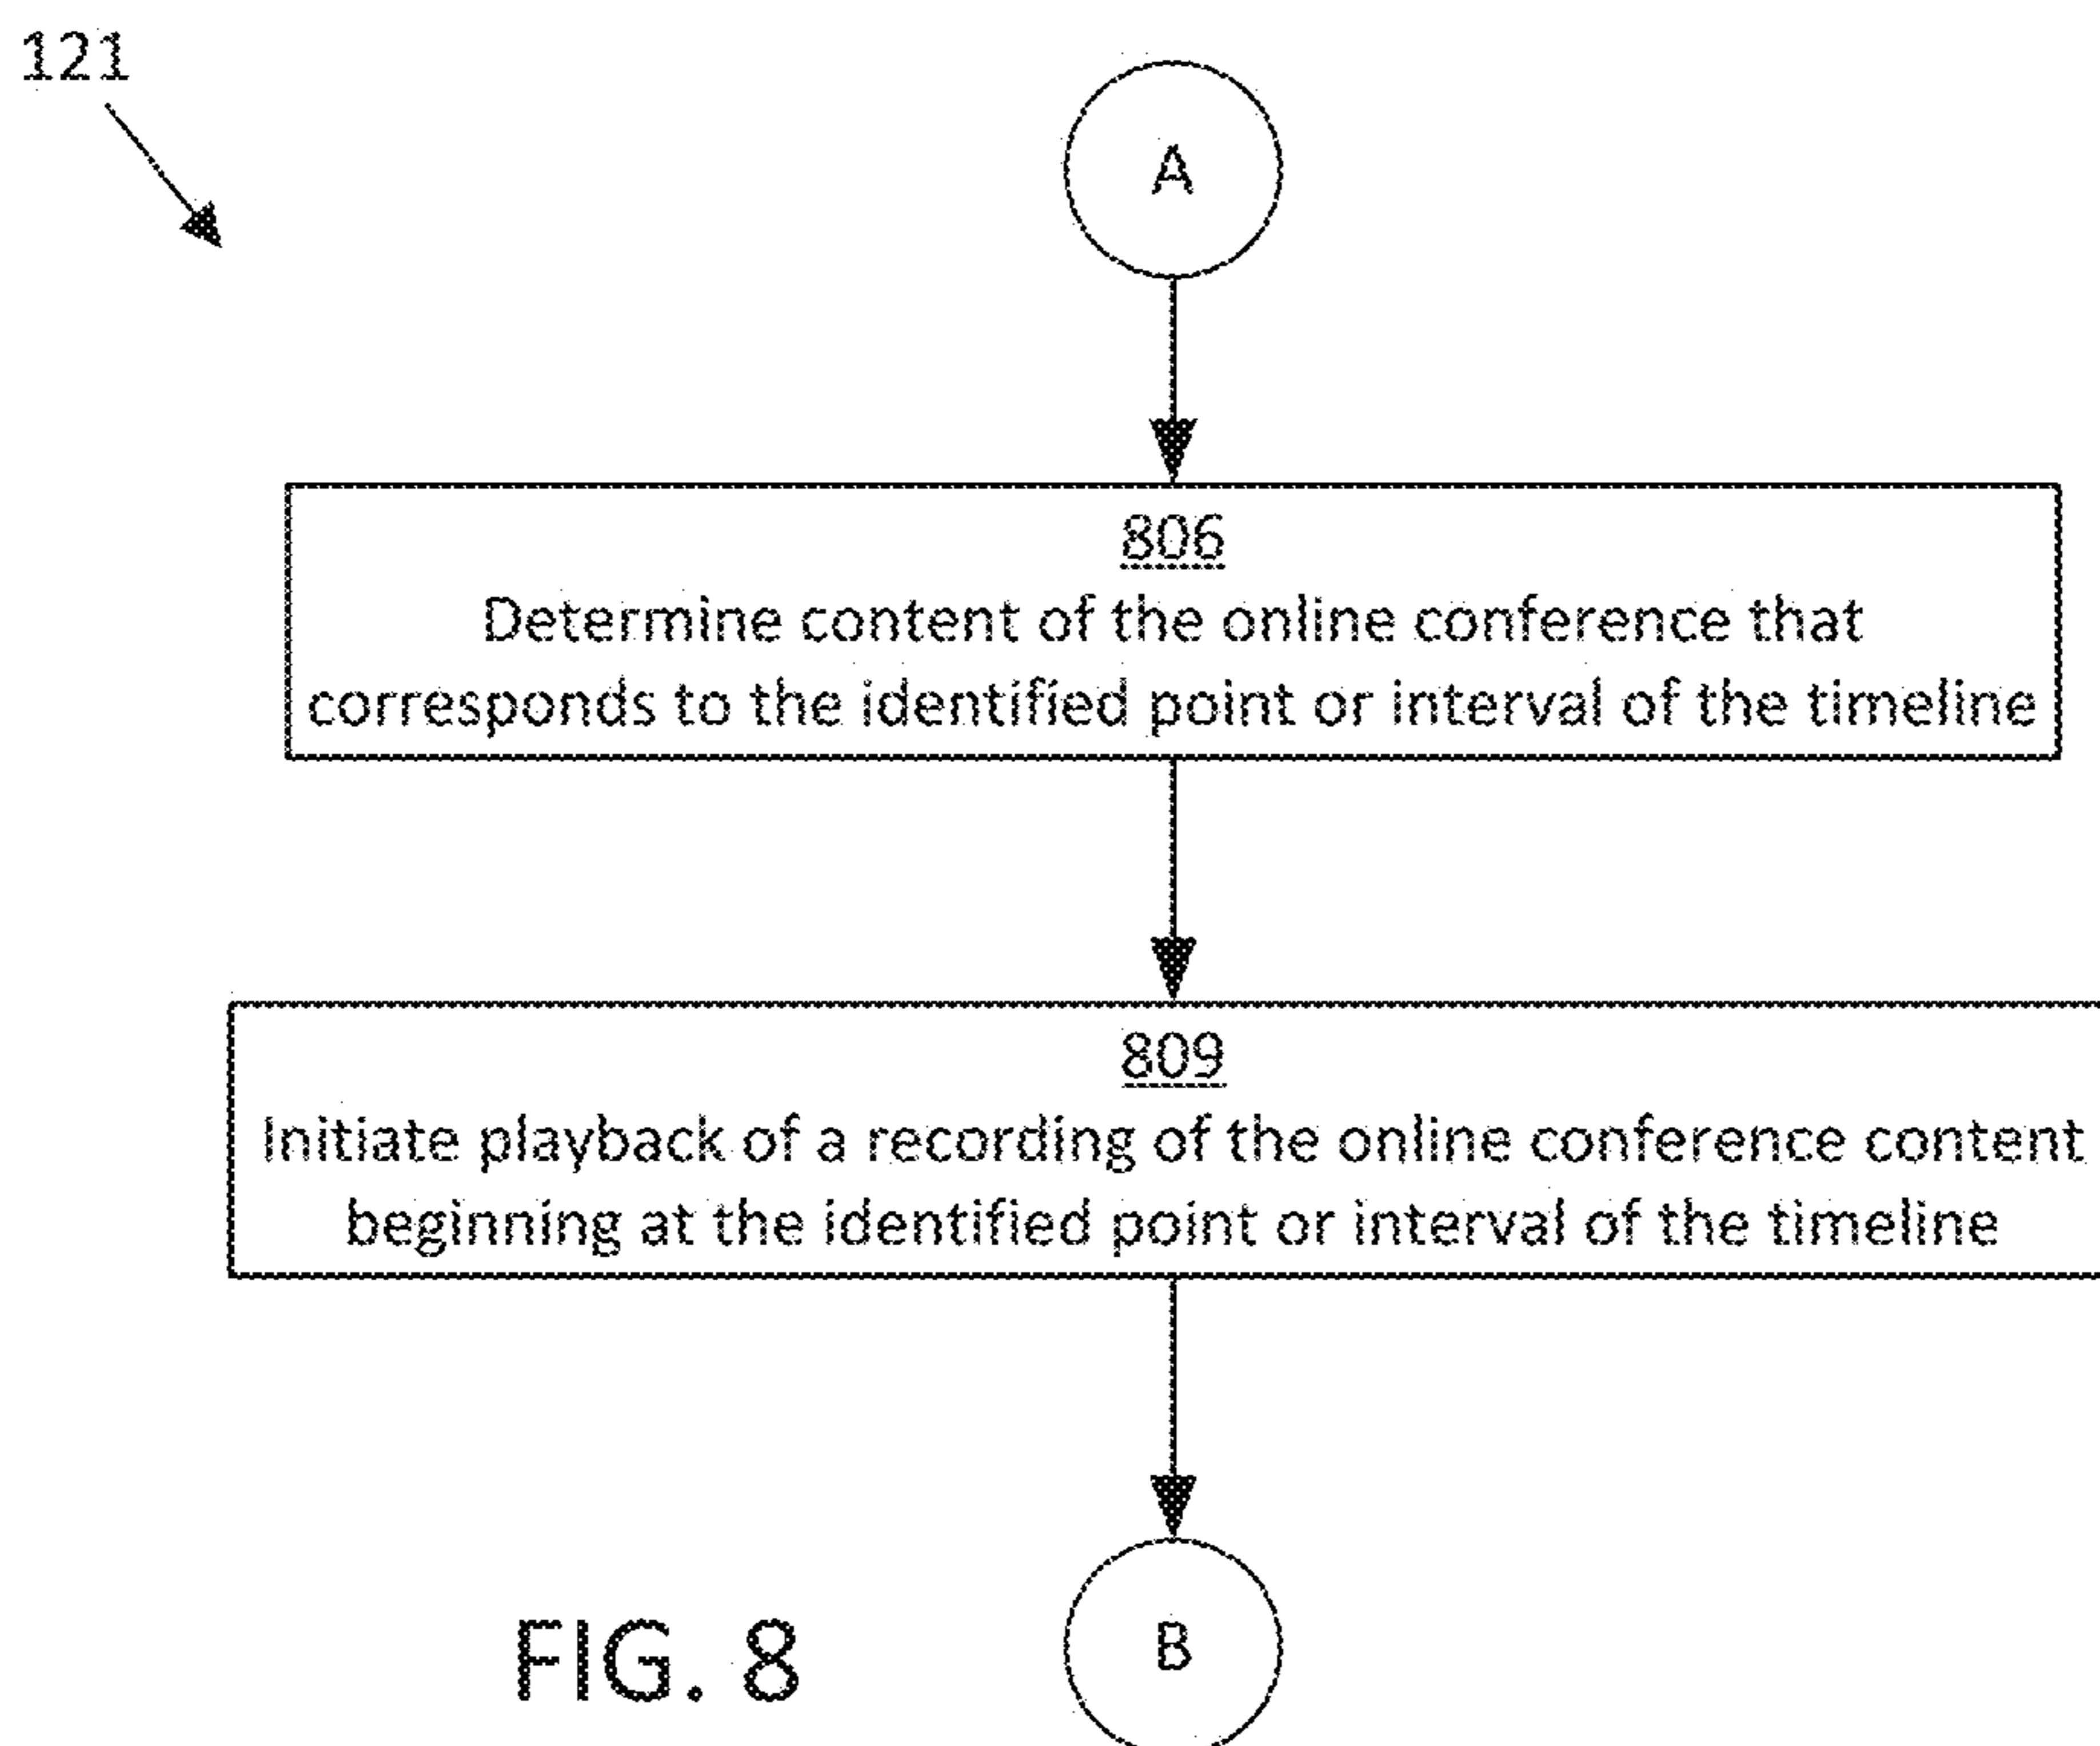 121
A
806
Determine content of the online conference that
corresponds to the identified point or interval of the timeline
809
Initiate playback of a recording of the online conference content
beginning at the identified point or interval of the timeline
B
FIG. 8